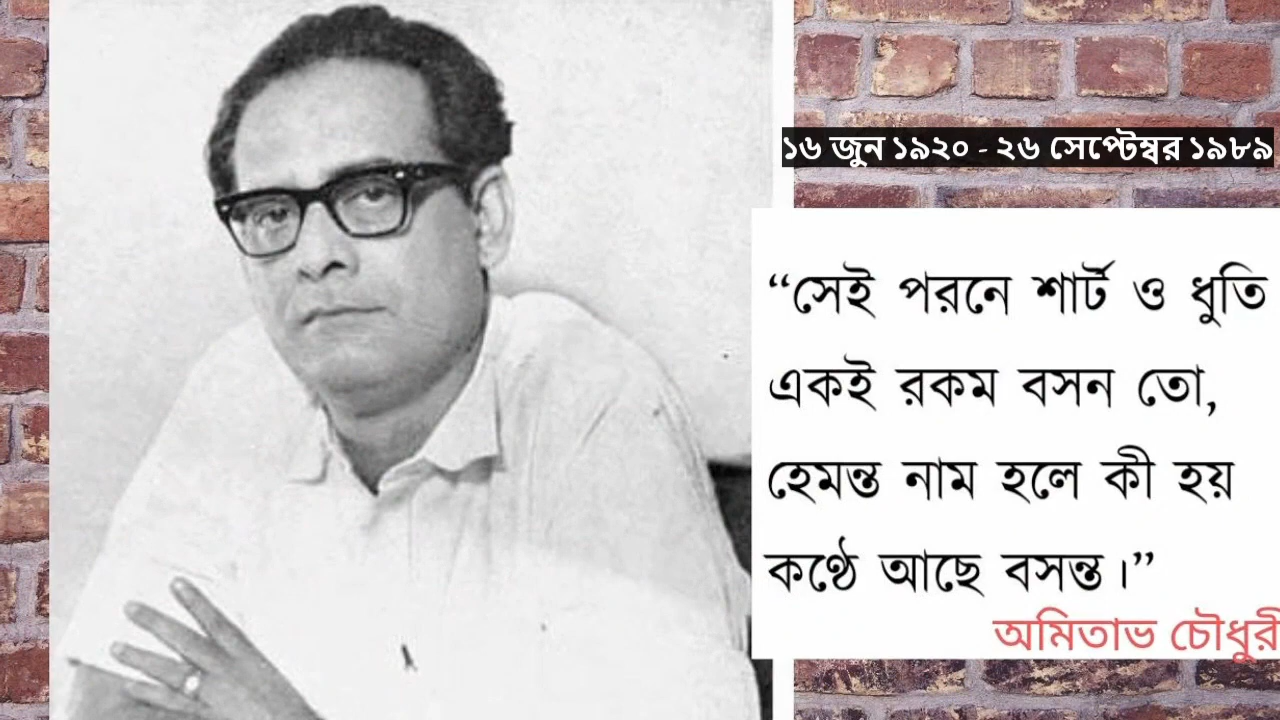 ১৬ জুন ১৯২০ - ২৬ সেপ্টেম্বর ১৯৮৯
“সেই পরনে শার্ট ও ধুতি
একই রকম বসন তো,
হেমন্ত নাম হলে কী হয়
কণ্ঠে আছে বসন্ত।”
অমিতাভ চৌধুরী